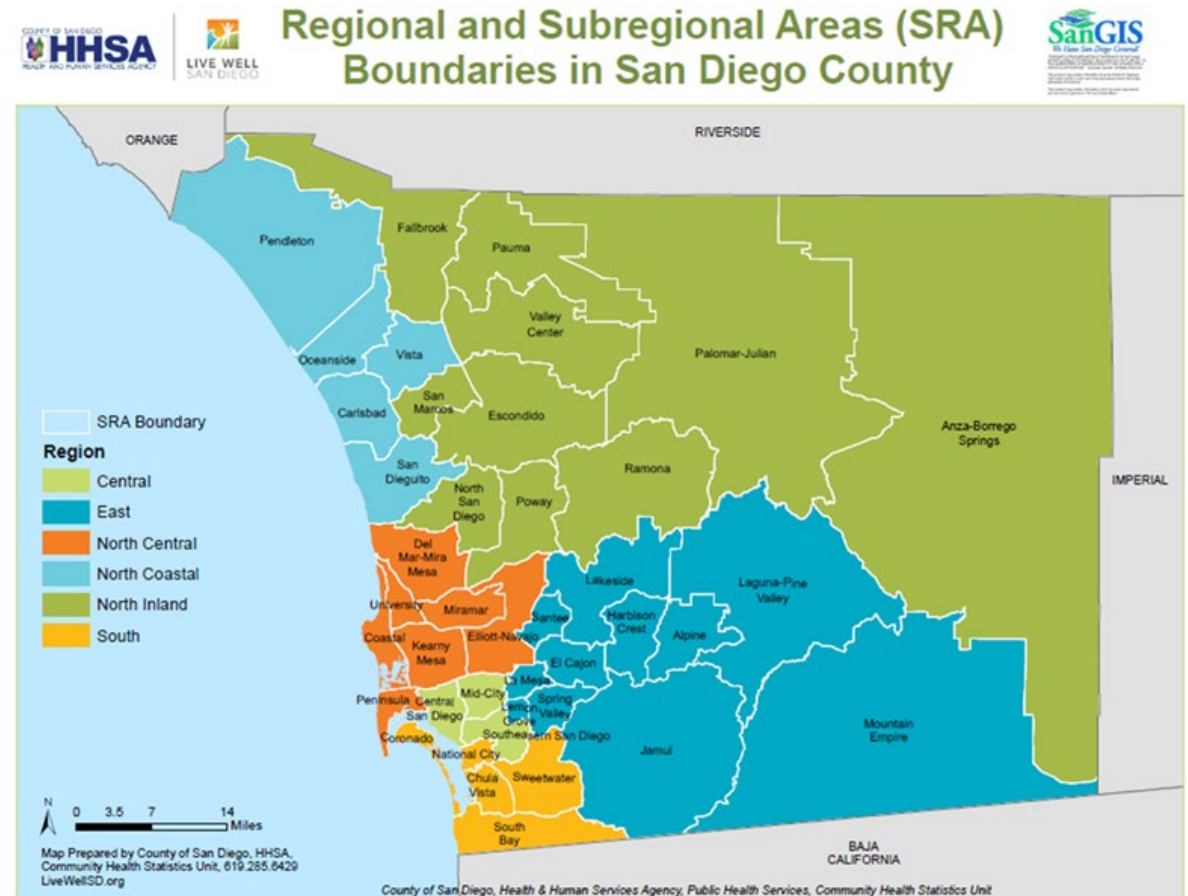 COUNTY OF SAN DIEGO
HHSA
HEALTH AND HUMAN SERVICES AGENCY
LIVE WELL
SAN DIEGO
Regional and Subregional Areas (SRA)
Boundaries in San Diego County
SanGIS
We Have San Diego Covered!
ORANGE
RIVERSIDE
Pendleton
Fallbrook
Pauma
Valley
Center
Palomar-Julian
Oceanside
Vista
San
Marcos
Escondido
Carlsbad
Anza-Borrego
Springs
San
Dieguito
North
San
Diego
Poway
Ramona
IMPERIAL
SRA Boundary
Region
Central
East
North Central
North Coastal
North Inland
South
Del
Mar-Mira
Mesa
Lakeside
Laguna-Pine
Valley
University
Miramar
Santee
Harbison
Crest
Alpine
Coastal
Kearny
Mesa
Elliott-Navajo
El Cajon
La Mesa
Mid-City
Peninsula
Central
San Diego
Lemon
Grove
Spring
Valley
Southeastern San Diego
Coronado
National City
Jamul
Mountain
Empire
Chula
Vista
Sweetwater
South
Bay
N
0 3.5 7 14
Miles
Map Prepared by County of San Diego, HHSA,
Community Health Statistics Unit, 619.285.6429
LiveWellSD.org
BAJA
CALIFORNIA
County of San Diego, Health & Human Services Agency, Public Health Services, Community Health Statistics Unit